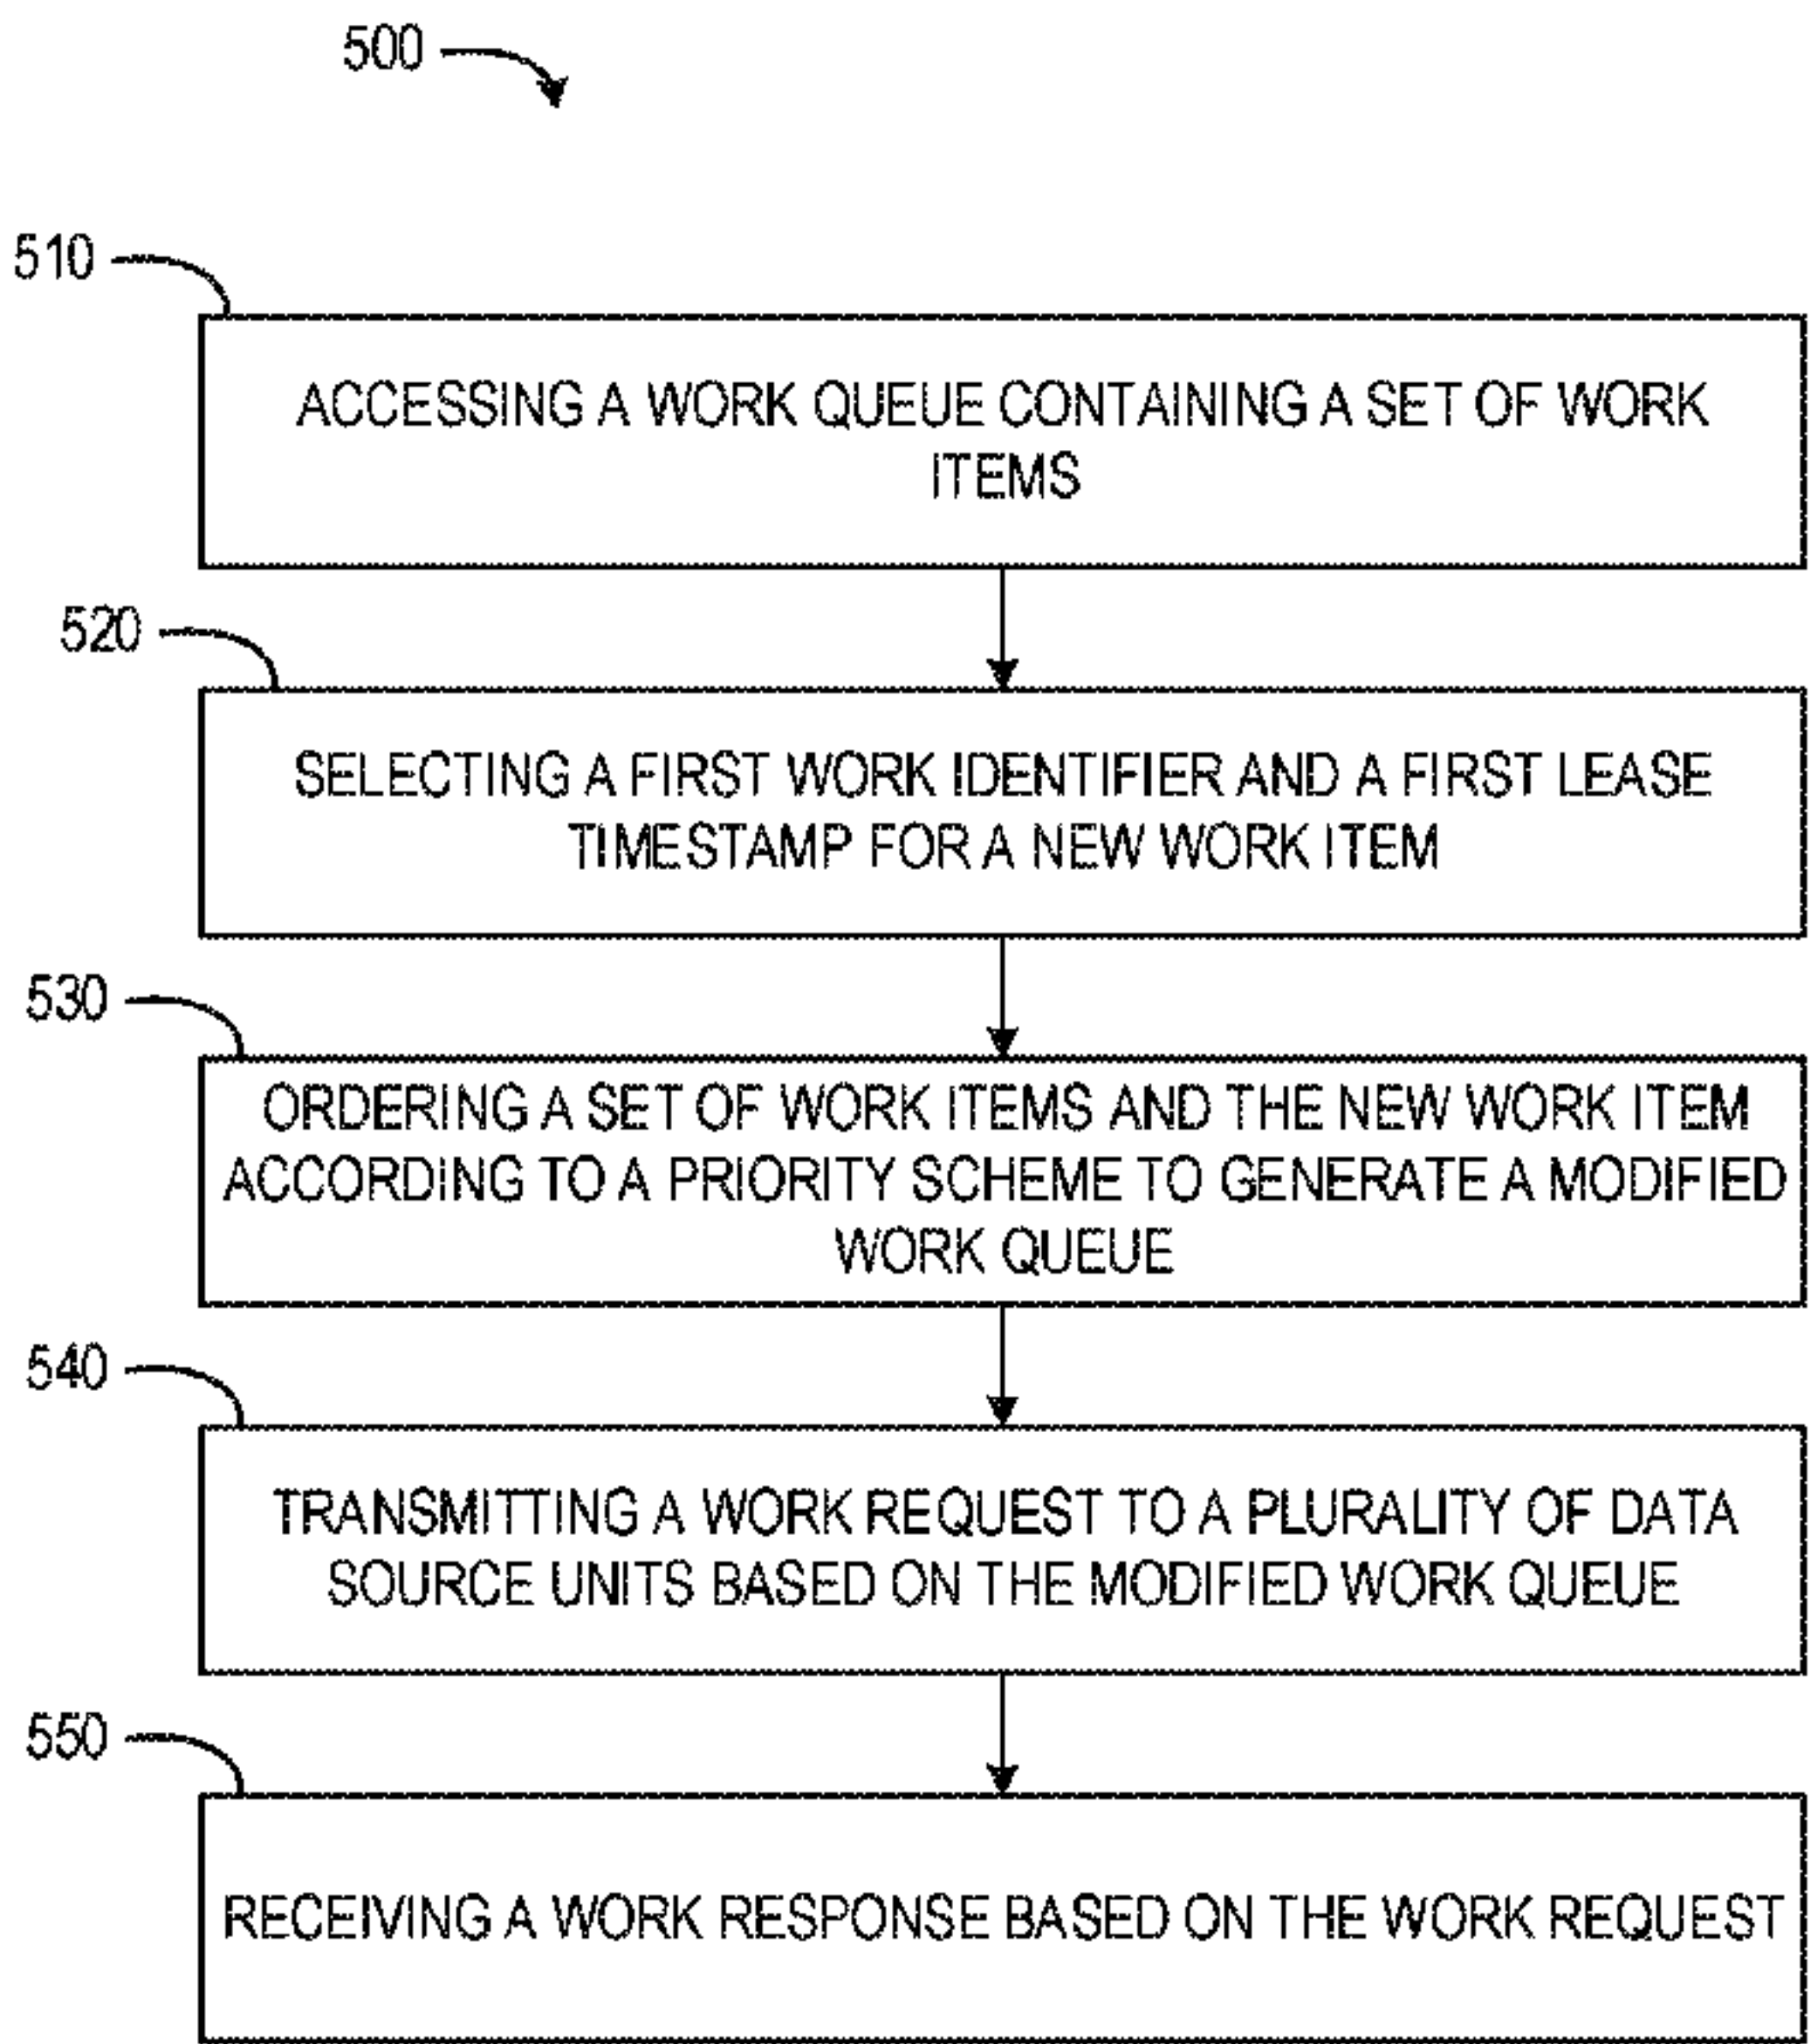 500
510
ACCESSING A WORK QUEUE CONTAINING A SET OF WORK
ITEMS
520
SELECTING A FIRST WORK IDENTIFIER AND A FIRST LEASE
TIMESTAMP FOR A NEW WORK ITEM
530
ORDERING A SET OF WORK ITEMS AND THE NEW WORK ITEM
ACCORDING TO A PRIORITY SCHEME TO GENERATE A MODIFIED
WORK QUEUE
540
TRANSMITTING A WORK REQUEST TO A PLURALITY OF DATA
SOURCE UNITS BASED ON THE MODIFIED WORK QUEUE
550
RECEIVING A WORK RESPONSE BASED ON THE WORK REQUEST